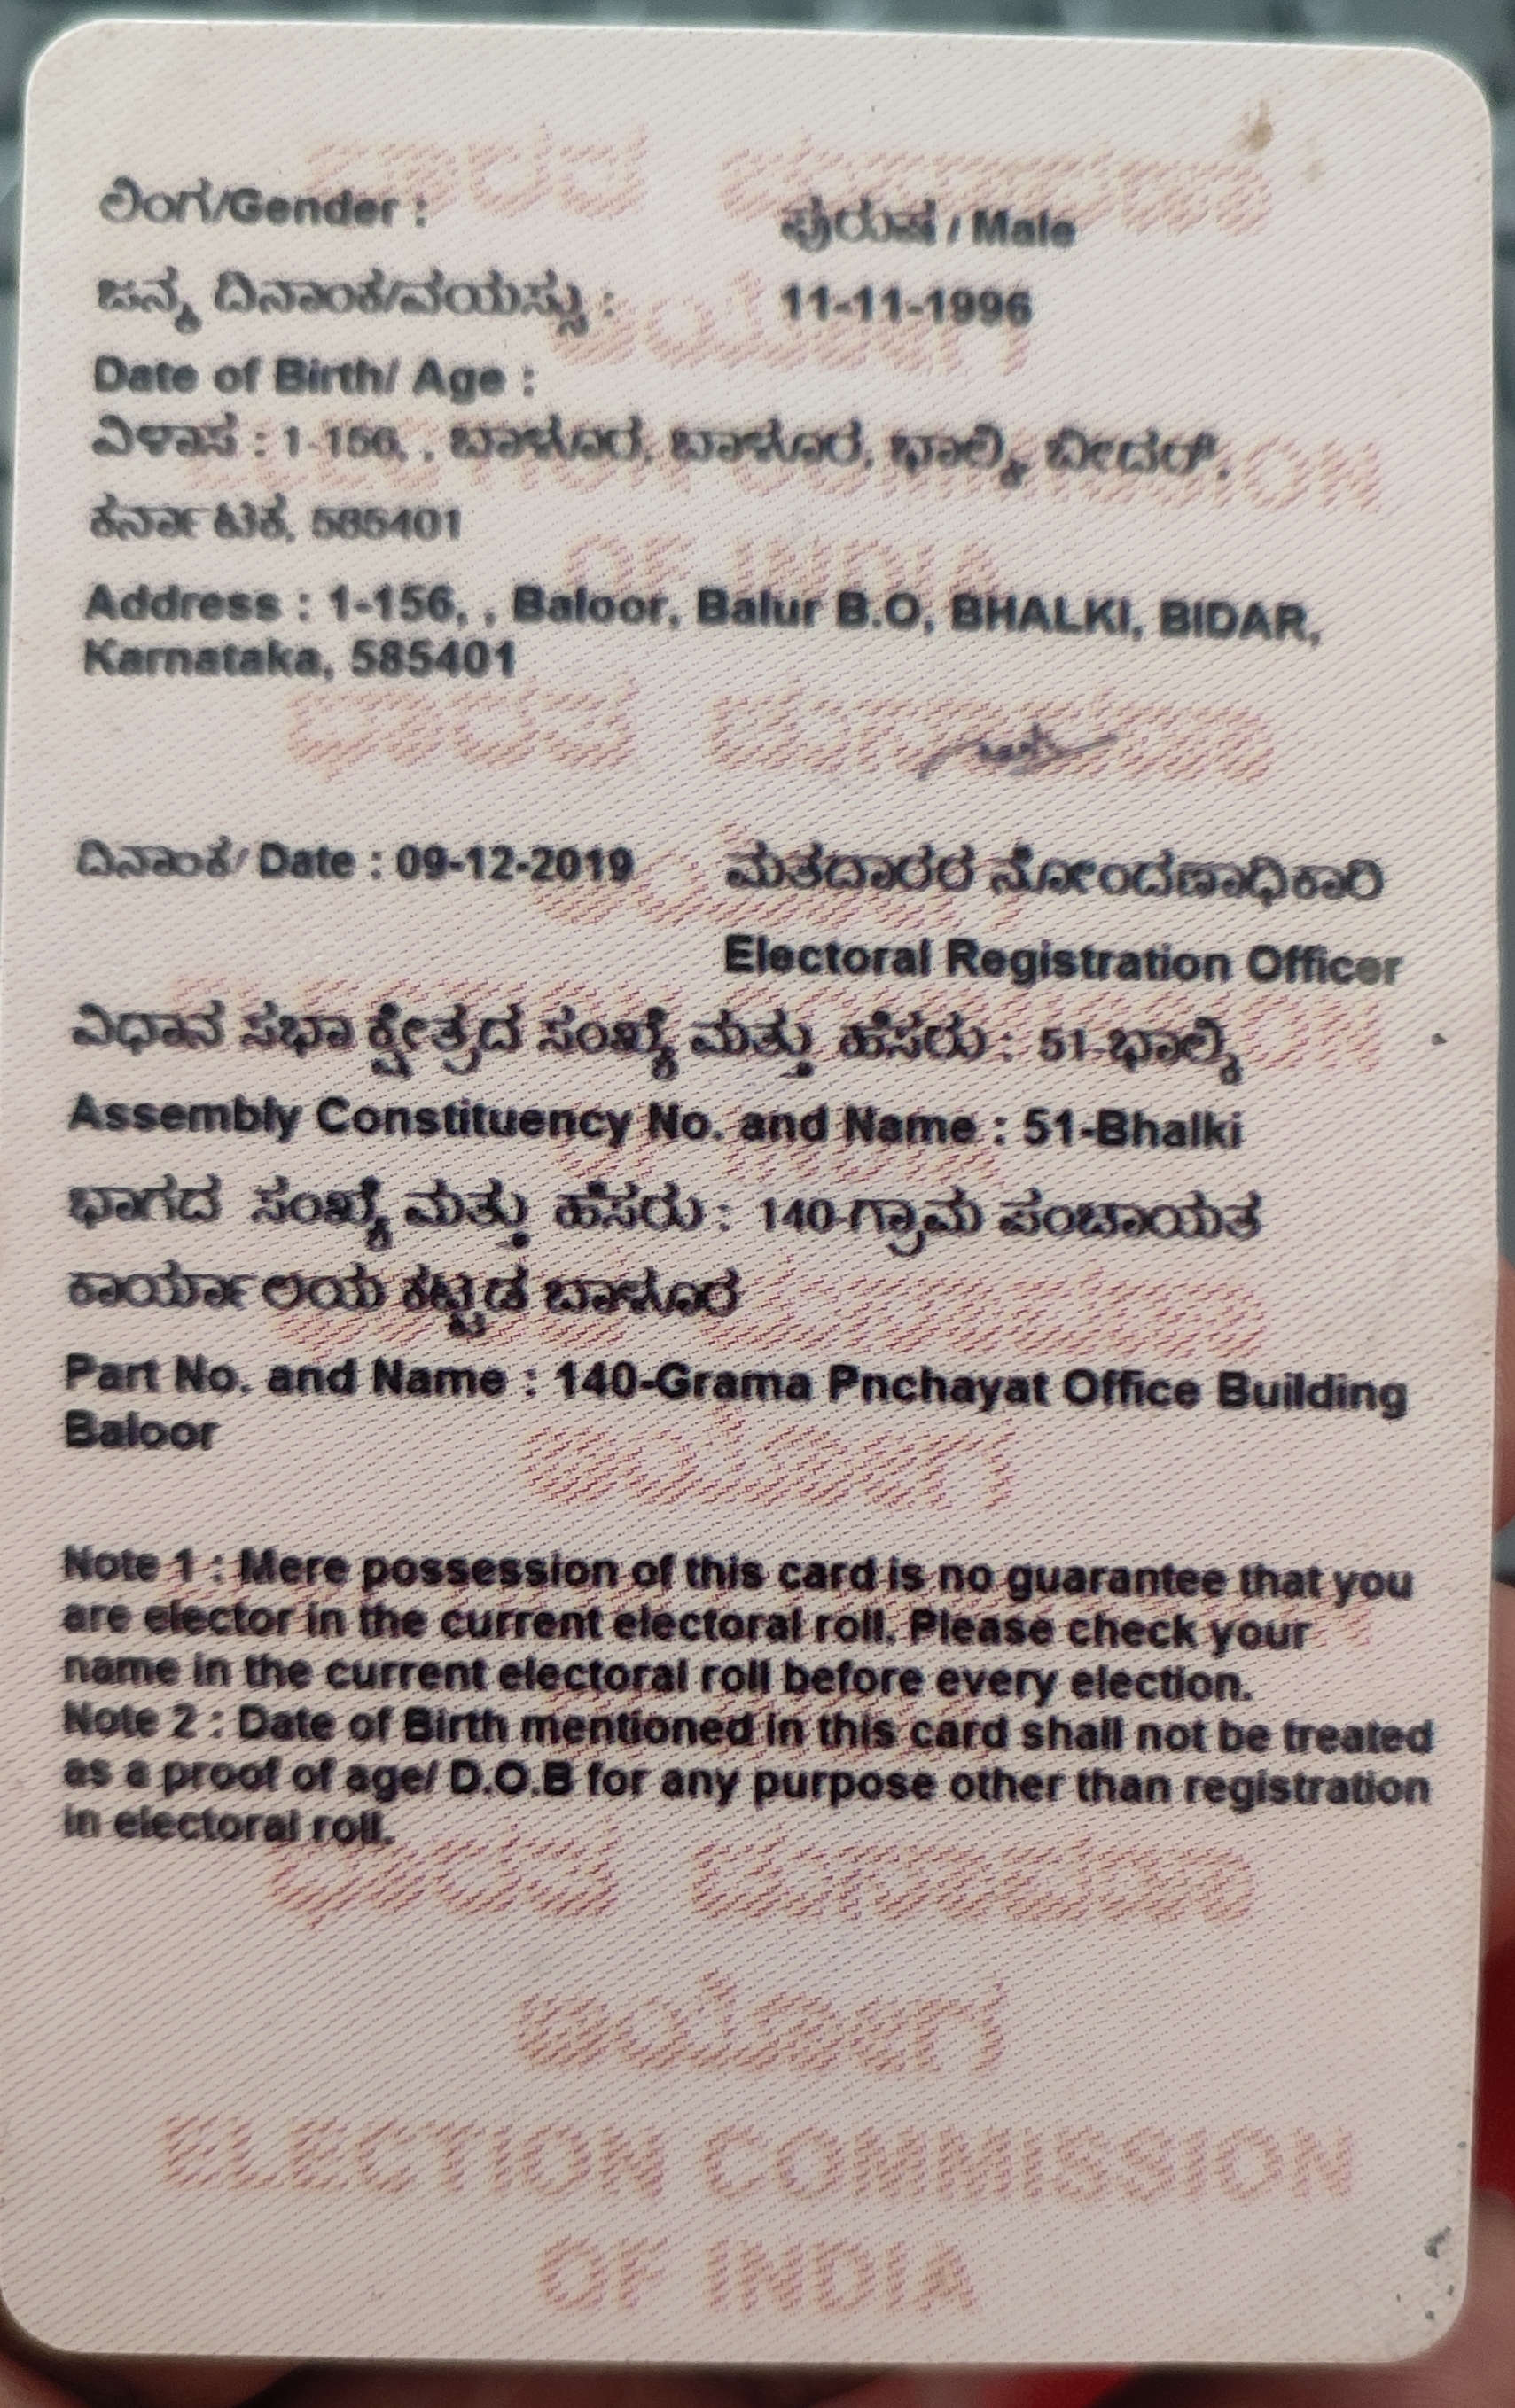 ಲಿಂಗ/Gender : ಪುರುಷ / Male
ಜನ್ಮ ದಿನಾಂಕ/ವಯಸ್ಸು : 11-11-1996
Date of Birth/ Age :
ವಿಳಾಸ : 1-156, , ಬಾಳೂರ, ಬಾಳೂರ, ಭಾಲ್ಕಿ, ಬೀದರ್,
ಕರ್ನಾಟಕ, 585401
Address : 1-156, , Baloor, Balur B.O, BHALKI, BIDAR,
Karnataka, 585401
ದಿನಾಂಕ/ Date : 09-12-2019 ಮತದಾರರ ನೋಂದಣಾಧಿಕಾರಿ
Electoral Registration Officer
ವಿಧಾನ ಸಭಾ ಕ್ಷೇತ್ರದ ಸಂಖ್ಯೆ ಮತ್ತು ಹೆಸರು : 51-ಭಾಲ್ಕಿ
Assembly Constituency No. and Name : 51-Bhalki
ಭಾಗದ ಸಂಖ್ಯೆ ಮತ್ತು ಹೆಸರು : 140-ಗ್ರಾಮ ಪಂಚಾಯತ
ಕಾರ್ಯಾಲಯ ಕಟ್ಟಡ ಬಾಳೂರ
Part No. and Name : 140-Grama Pnchayat Office Building
Baloor
Note 1 : Mere possession of this card is no guarantee that you
are elector in the current electoral roll. Please check your
name in the current electoral roll before every election.
Note 2 : Date of Birth mentioned in this card shall not be treated
as a proof of age/ D.O.B for any purpose other than registration
in electoral roll.
ಭಾರತ ಚುನಾವಣಾ
ಆಯೋಗ
ELECTION COMMISSION
OF INDIA